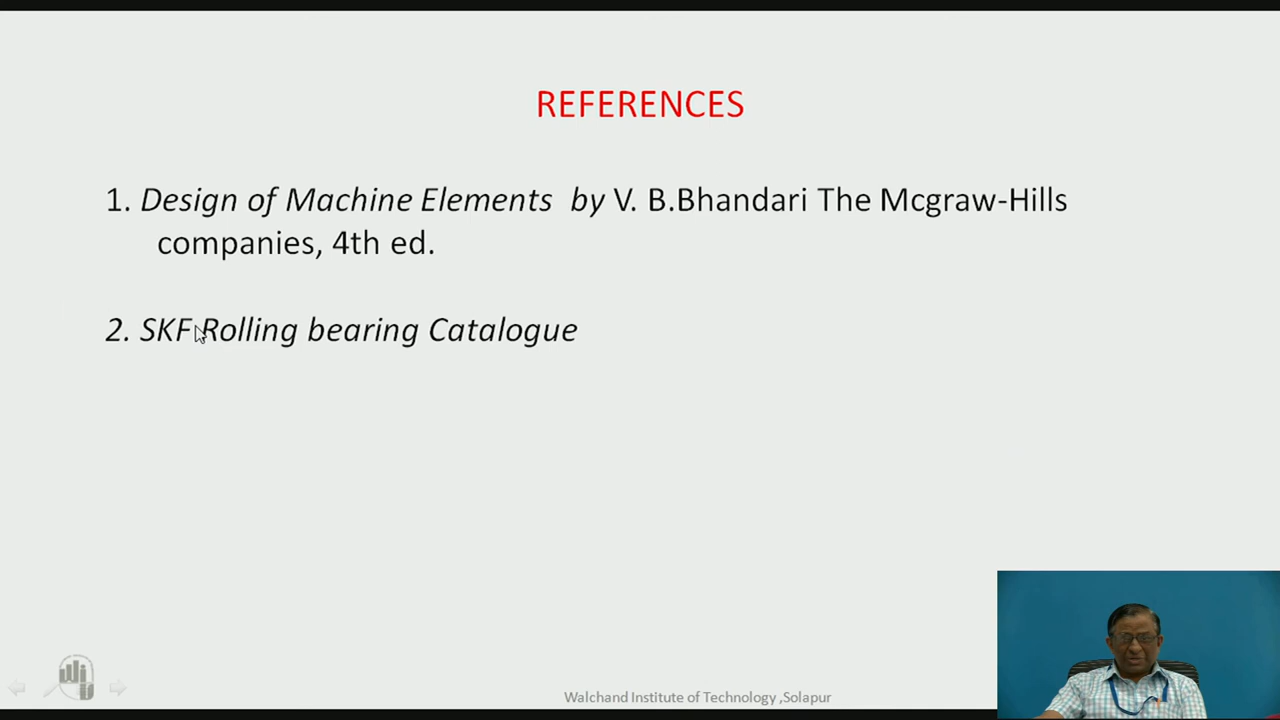 REFERENCES
1. Design of Machine Elements by V. B.Bhandari The Mcgraw-Hills
companies, 4th ed.
2. SKF Rolling bearing Catalogue
Walchand Institute of Technology ,Solapur